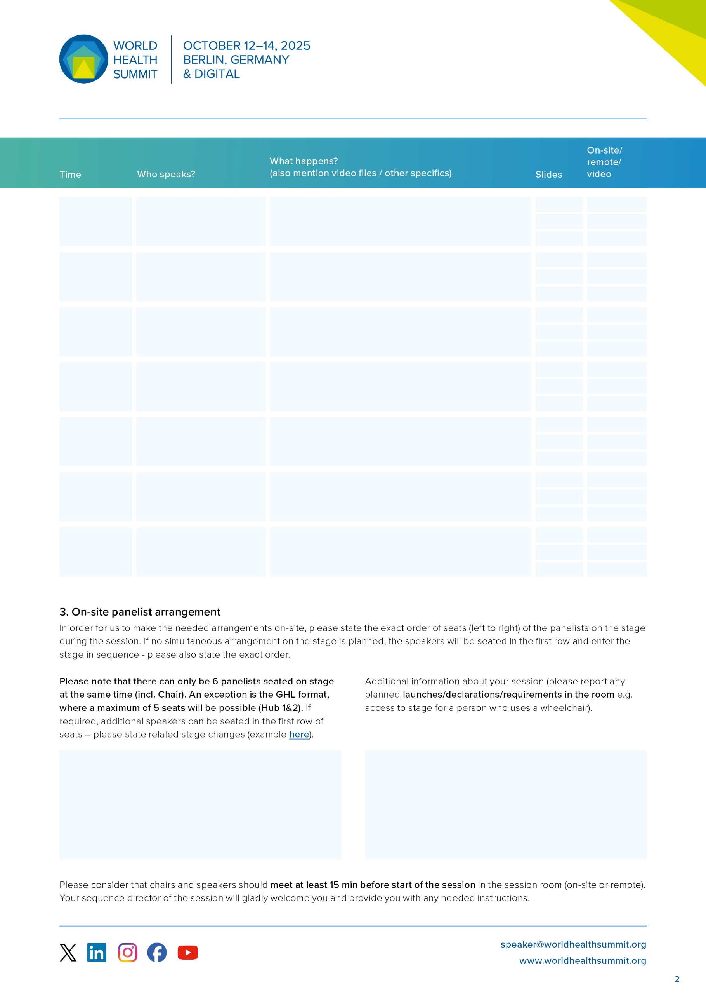 WORLD
HEALTH
SUMMIT
OCTOBER 12–14, 2025
BERLIN, GERMANY
& DIGITAL
Time
Who speaks?
What happens?
(also mention video files / other specifics)
Slides
On-site/
remote/
video
3. On-site panelist arrangement
In order for us to make the needed arrangements on-site, please state the exact order of seats (left to right) of the panelists on the stage
during the session. If no simultaneous arrangement on the stage is planned, the speakers will be seated in the first row and enter the
stage in sequence - please also state the exact order.
Please note that there can only be 6 panelists seated on stage
at the same time (incl. Chair). An exception is the GHL format,
where a maximum of 5 seats will be possible (Hub 1&2). If
required, additional speakers can be seated in the first row of
seats – please state related stage changes (example here).
Additional information about your session (please report any
planned launches/declarations/requirements in the room e.g.
access to stage for a person who uses a wheelchair).
Please consider that chairs and speakers should meet at least 15 min before start of the session in the session room (on-site or remote).
Your sequence director of the session will gladly welcome you and provide you with any needed instructions.
speaker@worldhealthsummit.org
www.worldhealthsummit.org
2